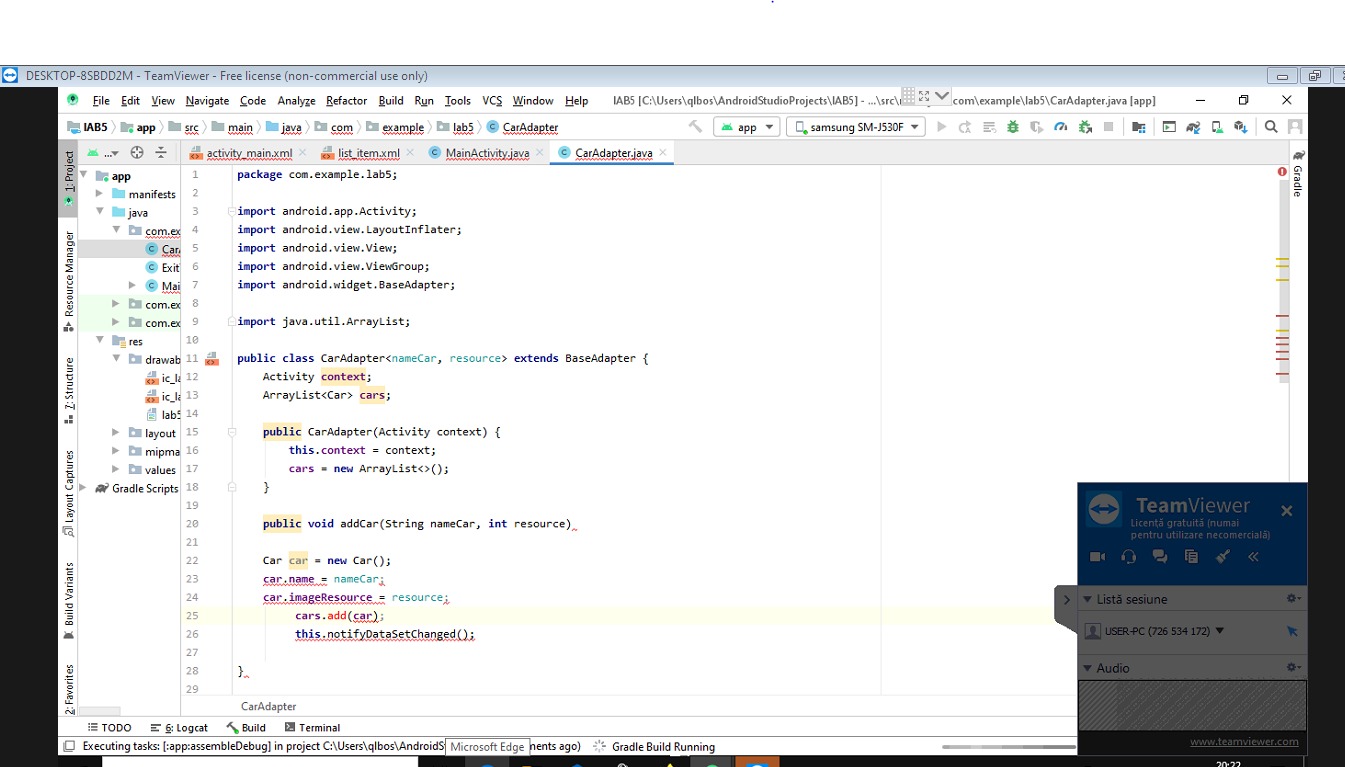 DESKTOP-8SBDD2M - TeamViewer - Free license (non-commercial use only)
File Edit View Navigate Code Analyze Refactor Build Run Tools VCS Window Help IAB5 [C:\Users\qlbos\AndroidStudioProjects\IAB5] - ...\src\ com/example\lab5\CarAdapter.java [app]
IAB5 app src main java com example lab5 CarAdapter app samsung SM-J530F
1: Project
Resource Manager
7: Structure
Layout Captures
Build Variants
2: Favorites
Gradle
activity_main.xml list_item.xml MainActivity.java CarAdapter.java
app
manifests
java
com.ex
Car
Exit
Mai
com.ex
com.ex
res
drawab
ic_la
ic_la
lab5
layout
mipma
values
Gradle Scripts
1 package com.example.lab5;
2
3 import android.app.Activity;
4 import android.view.LayoutInflater;
5 import android.view.View;
6 import android.view.ViewGroup;
7 import android.widget.BaseAdapter;
8
9 import java.util.ArrayList;
10
11 public class CarAdapter<nameCar, resource> extends BaseAdapter {
12 Activity context;
13 ArrayList<Car> cars;
14
15 public CarAdapter(Activity context) {
16 this.context = context;
17 cars = new ArrayList<>();
18 }
19
20 public void addCar(String nameCar, int resource)
21
22 Car car = new Car();
23 car.name = nameCar;
24 car.imageResource = resource;
25 cars.add(car);
26 this.notifyDataSetChanged();
27
28 }
29
CarAdapter
TeamViewer
Licență gratuită (numai
pentru utilizare necomercială)
Listă sesiune
USER-PC (726 534 172)
Audio
www.teamviewer.com
TODO 6: Logcat Build Terminal
Executing tasks: [:app:assembleDebug] in project C:\Users\qlbos\AndroidS Microsoft Edge nents ago) Gradle Build Running
20:22